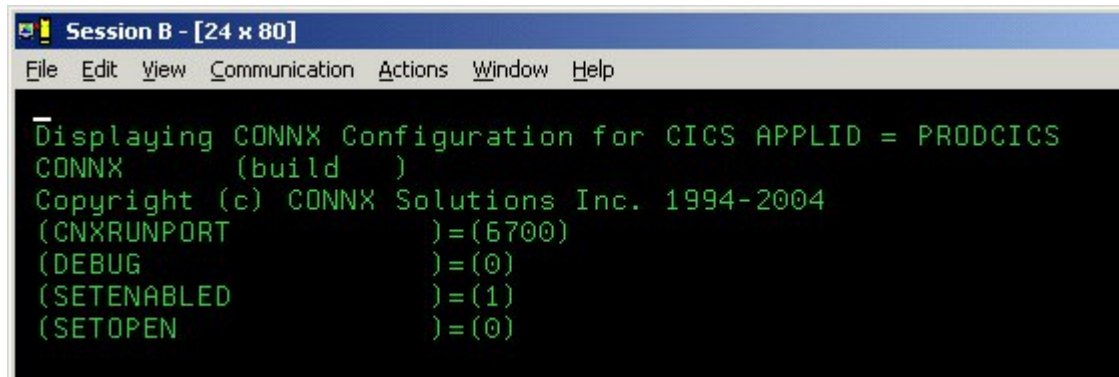 Session B - [24 x 80]
File Edit View Communication Actions Window Help
Displaying CONNX Configuration for CICS APPLID = PRODCICS
CONNX       (build   )
Copyright (c) CONNX Solutions Inc. 1994-2004
(CNXRUNPORT            )=(6700)
(DEBUG                 )=(0)
(SETENABLED            )=(1)
(SETOPEN               )=(0)